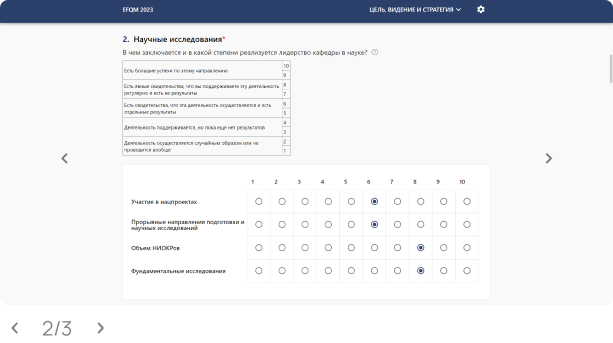 EFQM 2023
ЦЕЛЬ, ВИДЕНИЕ И СТРАТЕГИЯ
2. Научные исследования*
В чем заключается и в какой степени реализуется лидерство кафедры в науке?
Есть большие успехи по этому направлению
10
9
Есть явные свидетельства, что вы поддерживаете эту деятельность
регулярно и есть ее результаты
8
7
Есть свидетельства, что эта деятельность осуществляется и есть
отдельные результаты
6
5
Деятельность поддерживается, но пока еще нет результатов
4
3
Деятельность осуществляется случайным образом или не
проводится вообще
2
1
1 2 3 4 5 6 7 8 9 10
Участие в нацпроектах
Прорывные направления подготовки и
научных исследований
Объем НИОКРов
Фундаментальные исследования
2/3